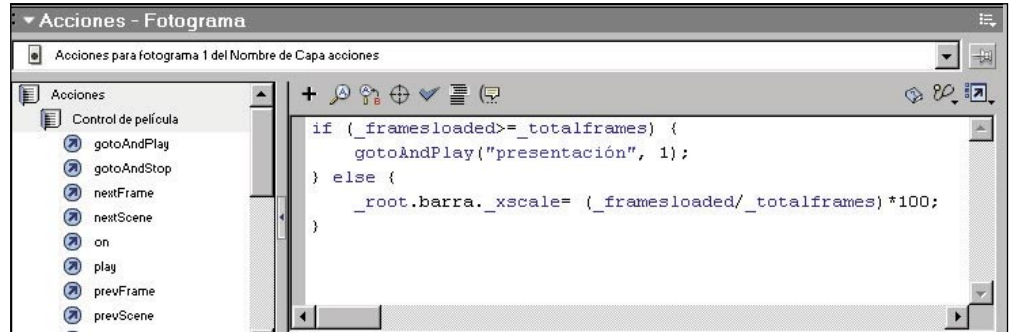 Acciones - Fotograma
Acciones para fotograma 1 del Nombre de Capa acciones
Acciones
Control de película
gotoAndPlay
gotoAndStop
nextFrame
nextScene
on
play
prevFrame
prevScene
if (_framesloaded>=_totalframes) {
gotoAndPlay("presentación", 1);
} else {
_root.barra._xscale= (_framesloaded/_totalframes)*100;
}